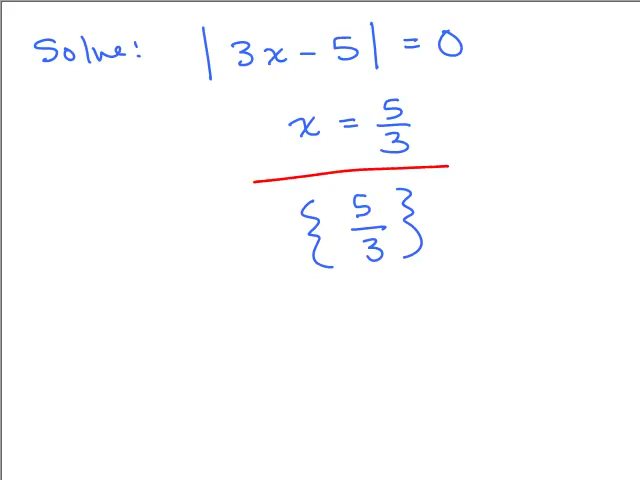 Solve: |3x - 5| = 0
x = 5/3
{5/3}